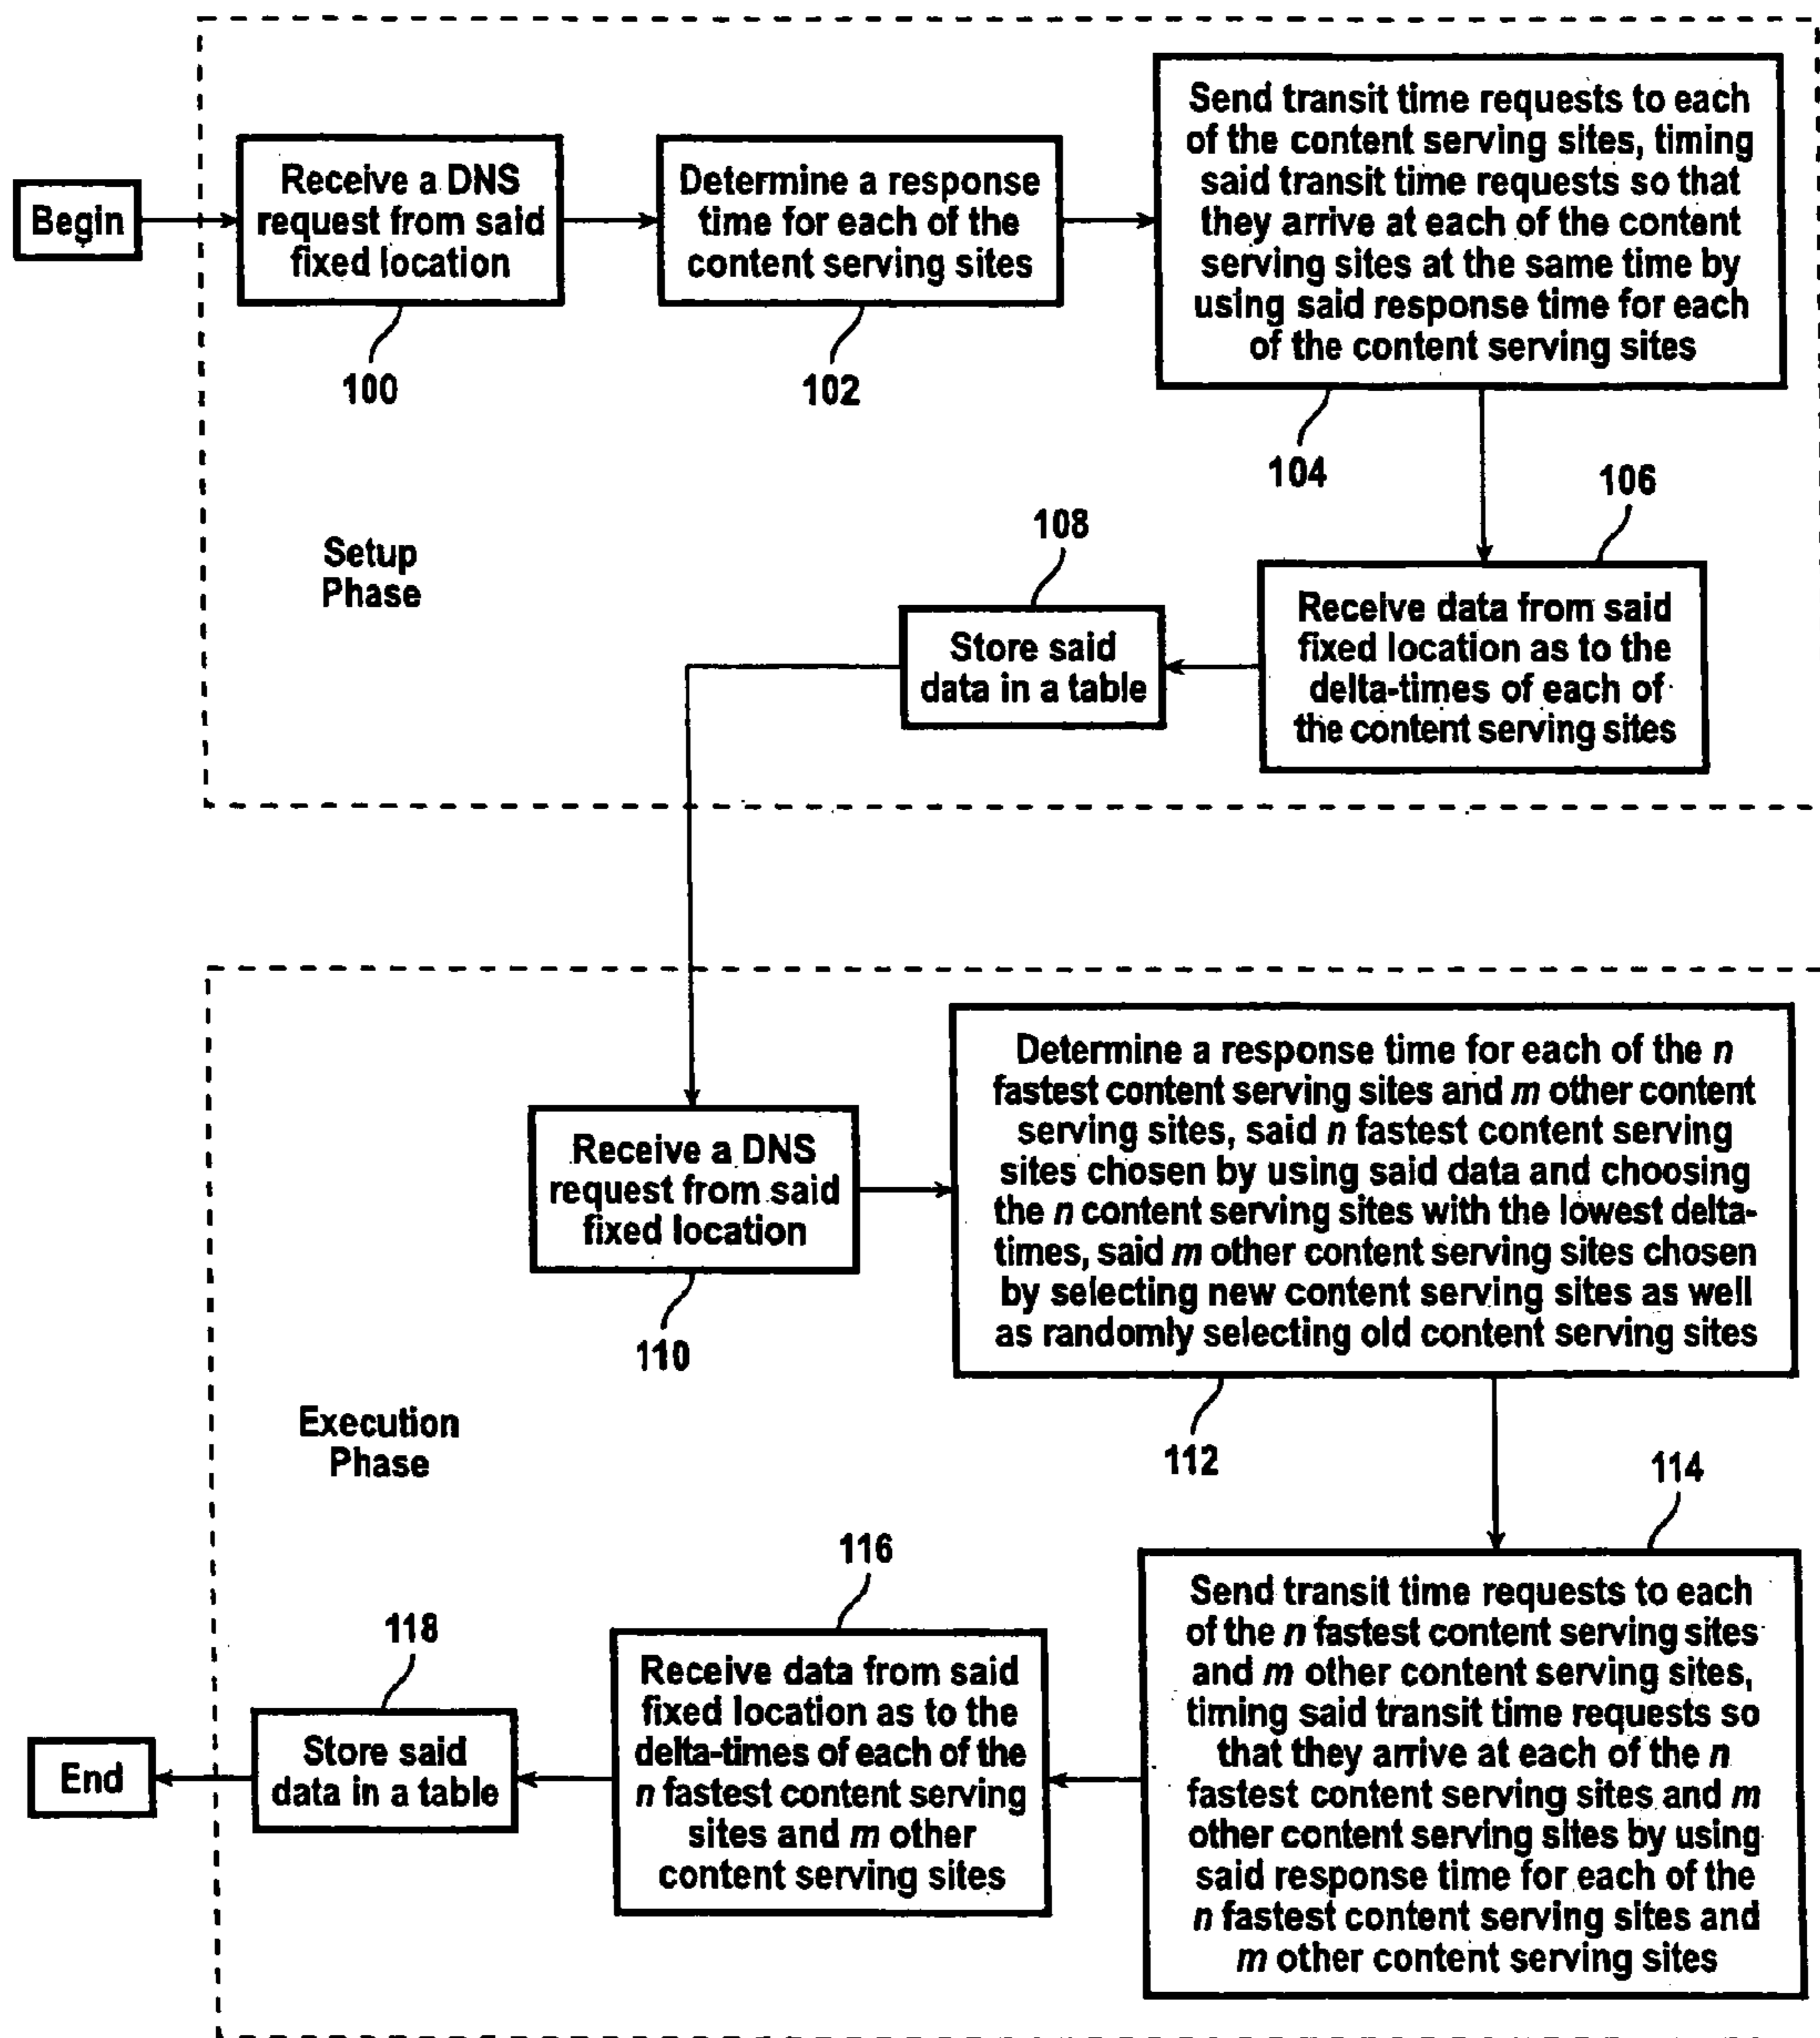 Begin
Receive a DNS
request from said
fixed location
100
Determine a response
time for each of the
content serving sites
102
Send transit time requests to each
of the content serving sites, timing
said transit time requests so that
they arrive at each of the content
serving sites at the same time by
using said response time for each
of the content serving sites
104
106
Receive data from said
fixed location as to the
delta-times of each of
the content serving sites
108
Store said
data in a table
Setup
Phase
Receive a DNS
request from said
fixed location
110
Determine a response time for each of the n
fastest content serving sites and m other content
serving sites, said n fastest content serving
sites chosen by using said data and choosing
the n content serving sites with the lowest delta-
times, said m other content serving sites chosen
by selecting new content serving sites as well
as randomly selecting old content serving sites
112
Execution
Phase
114
Send transit time requests to each
of the n fastest content serving sites
and m other content serving sites,
timing said transit time requests so
that they arrive at each of the n
fastest content serving sites and m
other content serving sites by using
said response time for each of the
n fastest content serving sites and
m other content serving sites
116
Receive data from said
fixed location as to the
delta-times of each of the
n fastest content serving
sites and m other
content serving sites
118
Store said
data in a table
End